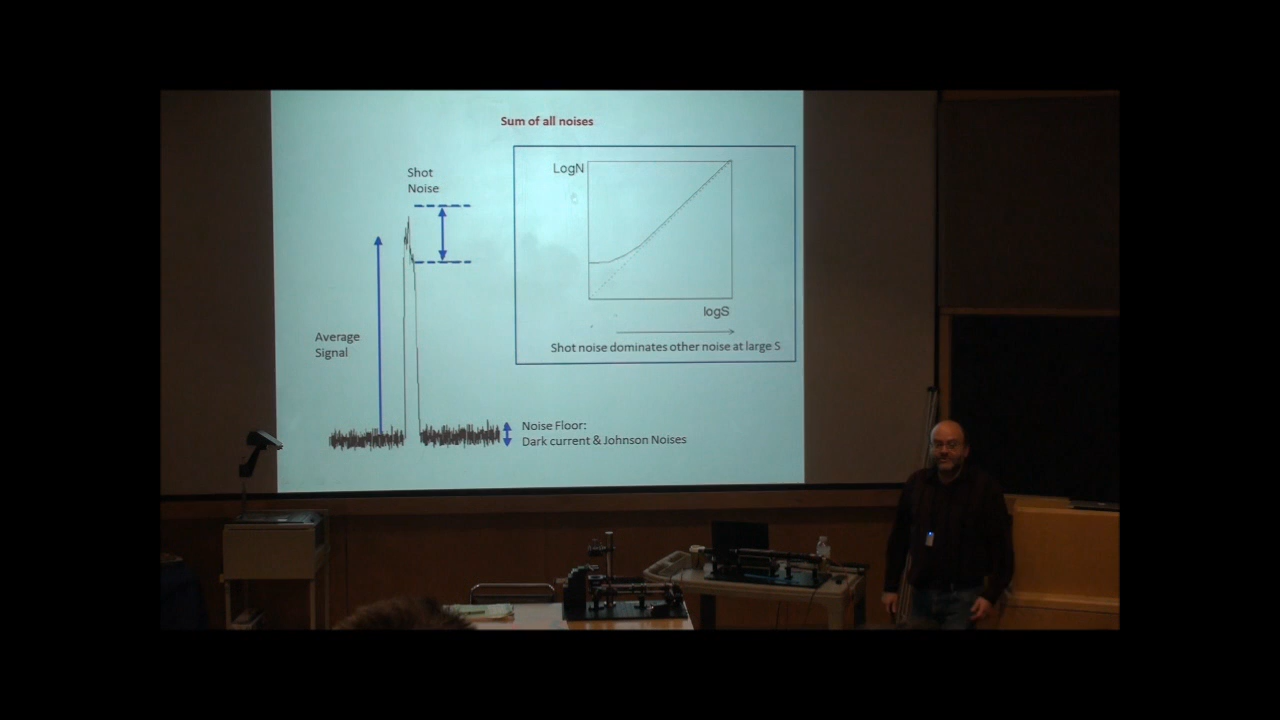 Sum of all noises
Shot
Noise
LogN
logS
Shot noise dominates other noise at large S
Average
Signal
Noise Floor:
Dark current & Johnson Noises